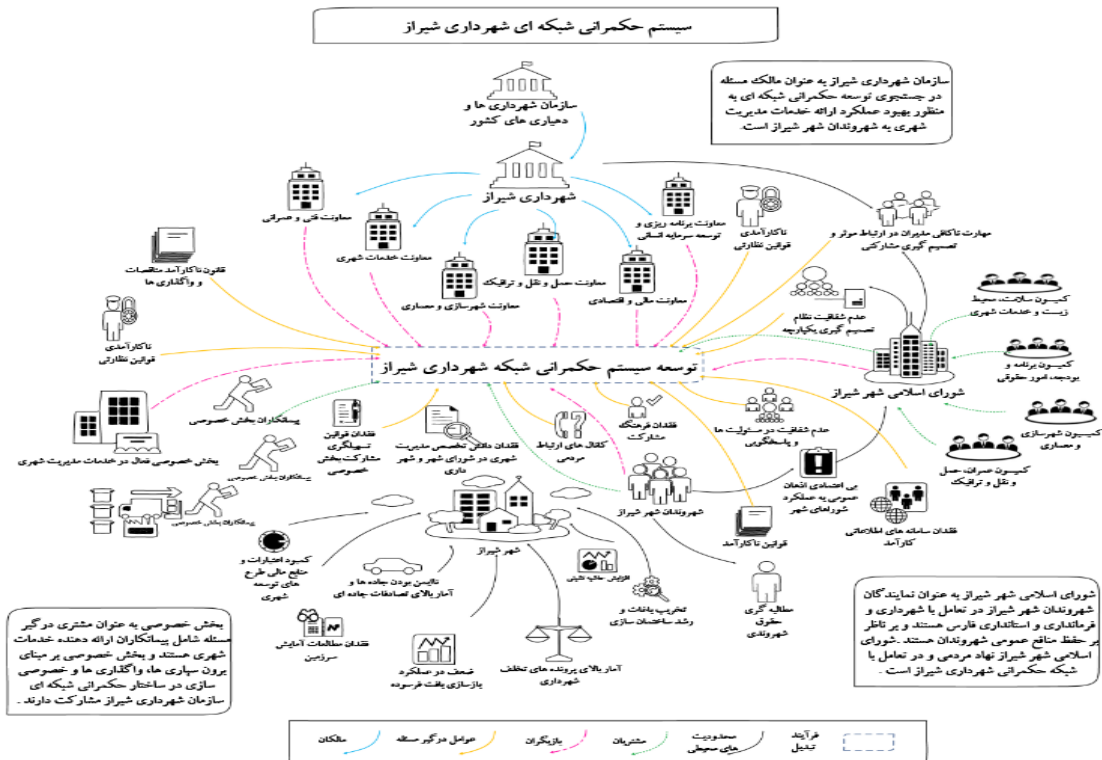 سیستم حکمرانی شبکه ای شهرداری شیراز
سازمان شهرداری ها و
دهیاری های کشور
سازمان شهرداری شیراز به عنوان مالک مسئله
در جستجوی توسعه حکمرانی شبکه ای به
منظور بهبود عملکرد ارائه خدمات مدیریت
شهری به شهروندان شهر شیراز است.
شهرداری شیراز
معاونت فنی و عمرانی
معاونت خدمات شهری
معاونت شهرسازی و معماری
معاونت حمل و نقل و ترافیک
معاونت مالی و اقتصادی
معاونت برنامه ریزی و
توسعه سرمایه انسانی
ناکارآمدی
قوانین نظارتی
مهارت ناکافی مدیران در ارتباط موثر و
تصمیم گیری مشارکتی
قانون ناکارآمد مناقصات
و واگذاری ها
ناکارآمدی
قوانین نظارتی
عدم شفافیت نظام
تصمیم گیری یکپارچه
کمیسیون سلامت، محیط
زیست و خدمات شهری
کمیسیون برنامه و
بودجه، امور حقوقی
کمیسیون شهرسازی
و معماری
کمیسیون عمران، حمل
و نقل و ترافیک
شورای اسلامی شهر شیراز
توسعه سیستم حکمرانی شبکه شهرداری شیراز
بخش خصوصی فعال در خدمات مدیریت شهری
پیمانکاران بخش خصوصی
پیمانکاران بخش خصوصی
پیمانکاران بخش خصوصی
فقدان قوانین
تسهیلگری
مشارکت بخش
خصوصی
فقدان دانش تخصصی مدیریت
شهری در شورای شهر و شهر
داری
کانال های ارتباط
مردمی
فقدان فرهنگ
مشارکت
عدم شفافیت در مسئولیت ها
و پاسخگویی
شهروندان شهر شیراز
بی اعتمادی اذهان
عمومی به عملکرد
شوراهای شهر
فقدان سامانه های اطلاعاتی
کارآمد
قوانین ناکارآمد
مطالبه گری
حقوق
شهروندی
شهر شیراز
کمبود اعتبارات و
منابع مالی طرح
های توسعه
شهری
ناایمن بودن جاده ها و
آمار بالای تصادفات جاده ای
فقدان مطالعات آمایش
سرزمین
ضعف در عملکرد
بازسازی بافت فرسوده
آمار بالای پرونده های تخلف
شهرداری
افزایش حاشیه نشینی
تخریب باغات و
رشد ساختمان سازی
بخش خصوصی به عنوان مشتری درگیر
مسئله شامل پیمانکاران ارائه دهنده خدمات
شهری هستند و بخش خصوصی بر مبنای
برون سپاری ها، واگذاری ها و خصوصی
سازی در ساختار حکمرانی شبکه ای
سازمان شهرداری شیراز مشارکت دارند .
شورای اسلامی شهر شیراز به عنوان نمایندگان
شهروندان شهر شیراز در تعامل با شهرداری و
فرمانداری و استانداری فارس هستند و بر ناظر
بر حفظ منافع عمومی شهروندان هستند .شورای
اسلامی شهر شیراز نهاد مردمی و در تعامل با
شبکه حکمرانی شهرداری شیراز است .
فرآیند
تبدیل
محدودیت
های محیطی
مشتریان
بازیگران
عوامل درگیر مسئله
مالکان